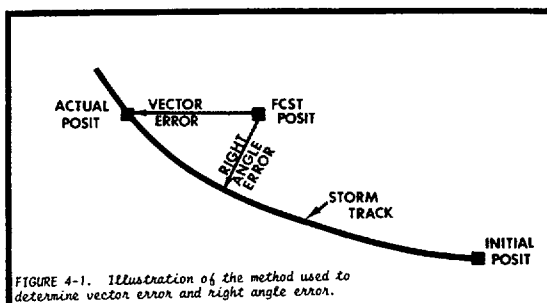 ACTUAL
POSIT
VECTOR
ERROR
FCST
POSIT
RIGHT
ANGLE
ERROR
STORM
TRACK
INITIAL
POSIT
FIGURE 4-1. Illustration of the method used to
determine vector error and right angle error.